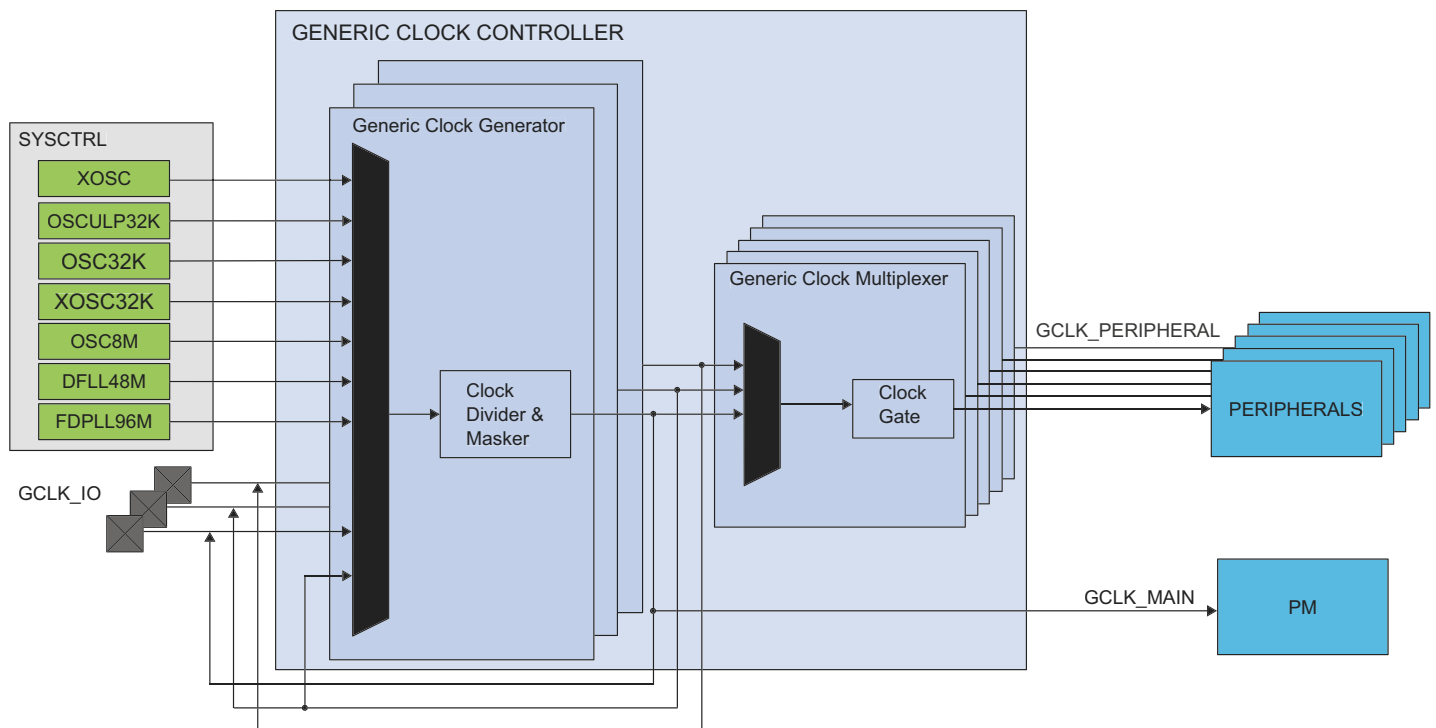 GENERIC CLOCK CONTROLLER
Generic Clock Generator
SYSCTRL
XOSC
OSCULP32K
OSC32K
XOSC32K
OSC8M
DFLL48M
FDPLL96M
GCLK_IO
Clock
Divider &
Masker
Generic Clock Multiplexer
Clock
Gate
GCLK_PERIPHERAL
PERIPHERALS
GCLK_MAIN
PM